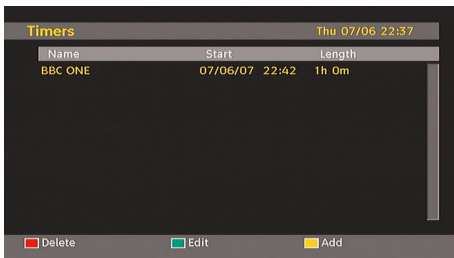 Timers Thu 07/06 22:37
Name Start Length
BBC ONE 07/06/07 22:42 1h 0m
Delete Edit Add